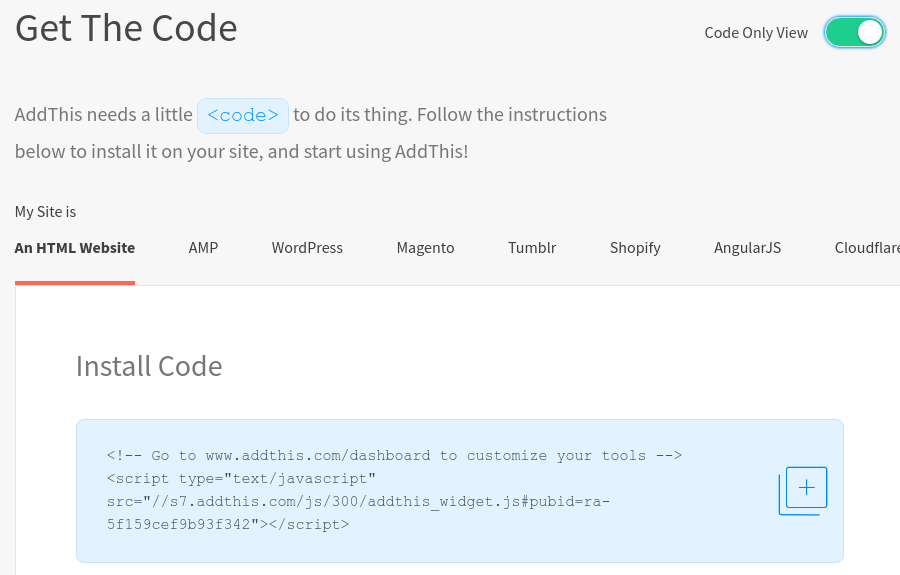 Get The Code
Code Only View
AddThis needs a little <code> to do its thing. Follow the instructions
below to install it on your site, and start using AddThis!
My Site is
An HTML Website AMP WordPress Magento Tumblr Shopify AngularJS Cloudflare
Install Code
<!-- Go to www.addthis.com/dashboard to customize your tools -->
<script type="text/javascript"
src="//s7.addthis.com/js/300/addthis_widget.js#pubid=ra-
5f159cef9b93f342"></script>